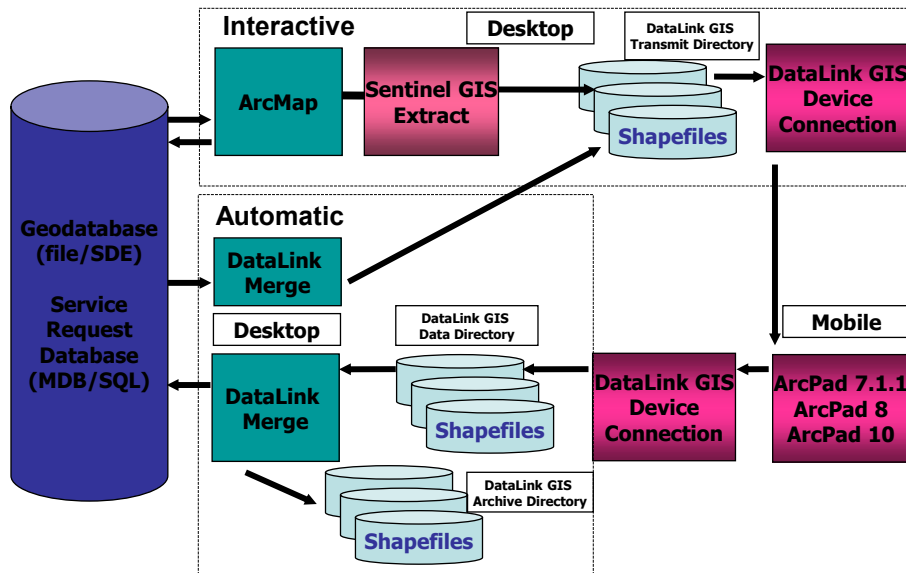 Interactive
Desktop
DataLink GIS
Transmit Directory
ArcMap
Sentinel GIS
Extract
Shapefiles
DataLink GIS
Device
Connection
Geodatabase
(file/SDE)
Service
Request
Database
(MDB/SQL)
Automatic
DataLink
Merge
Desktop
DataLink
Merge
DataLink GIS
Data Directory
Shapefiles
DataLink GIS
Device
Connection
Mobile
ArcPad 7.1.1
ArcPad 8
ArcPad 10
DataLink GIS
Archive Directory
Shapefiles